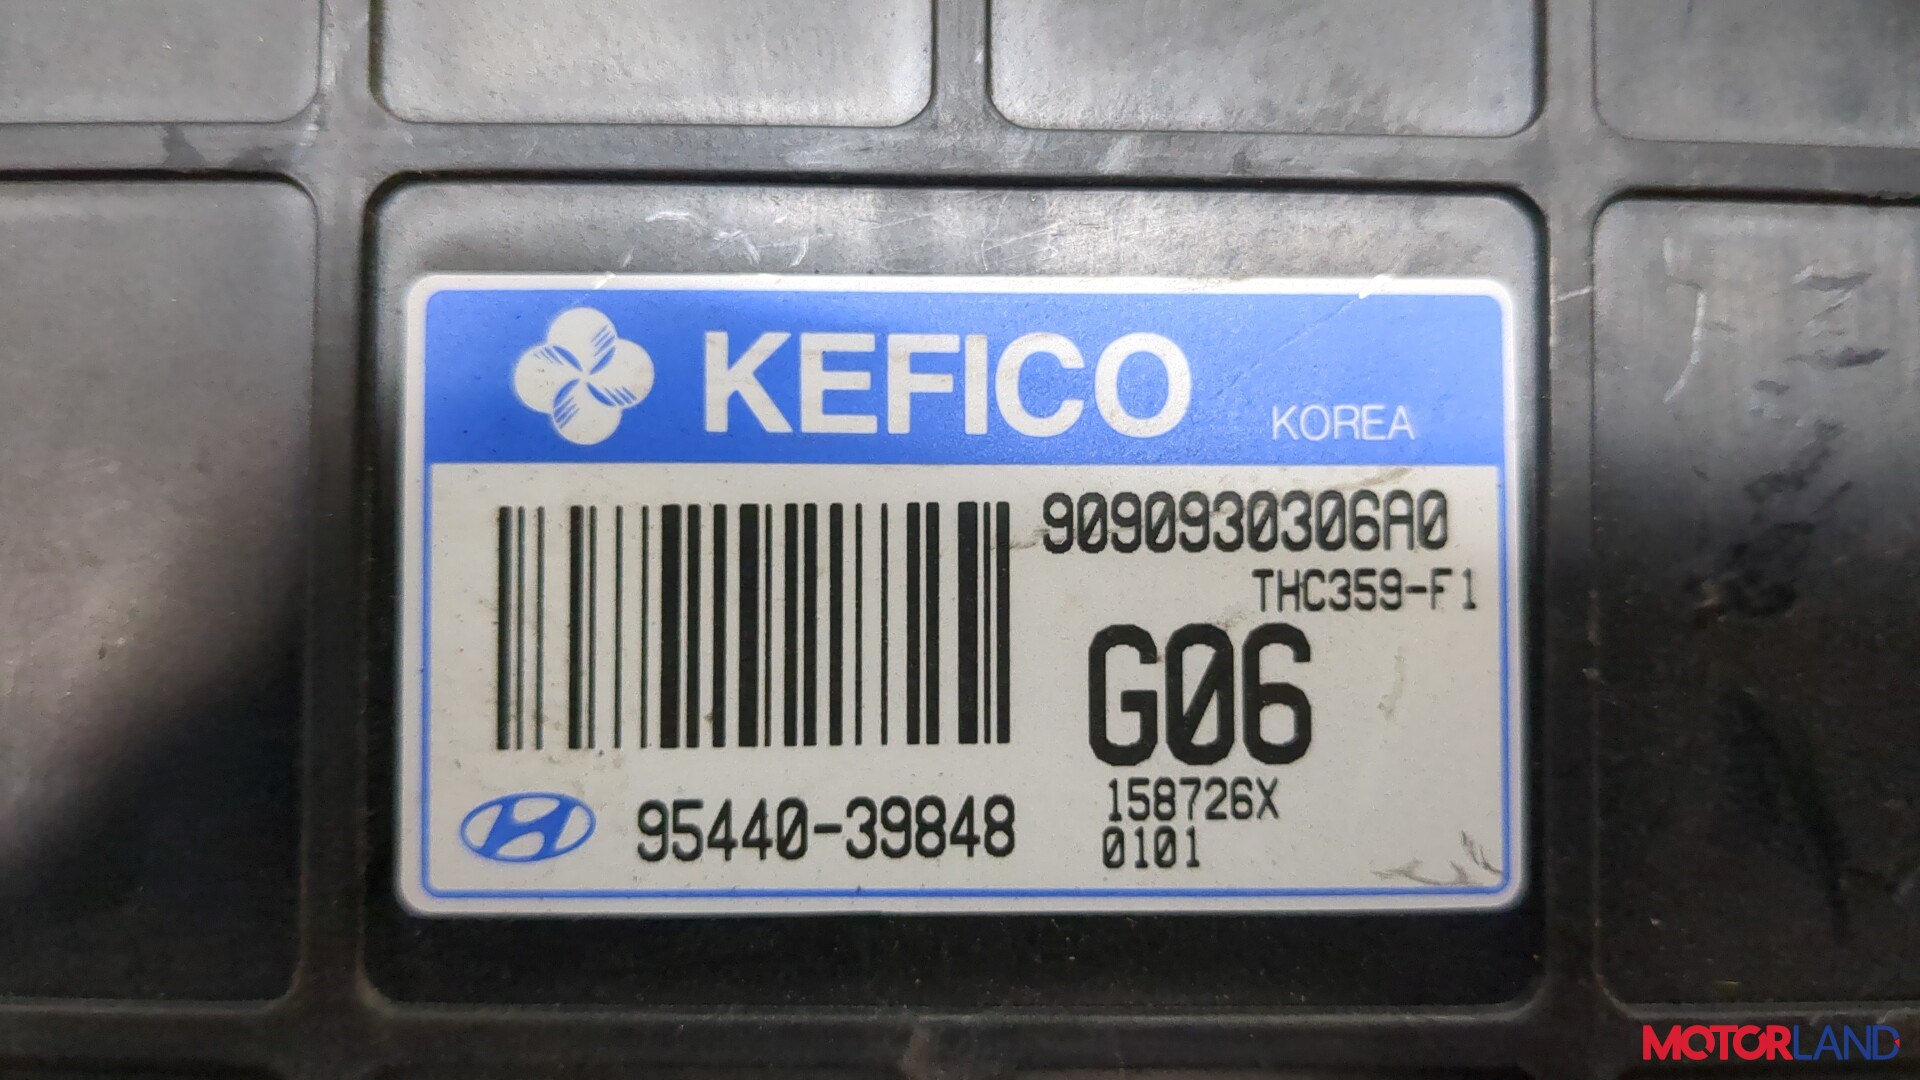 KEFICO KOREA
9090930306A0
THC359-F1
G06
158726X
0101
95440-39848
MOTORLAND